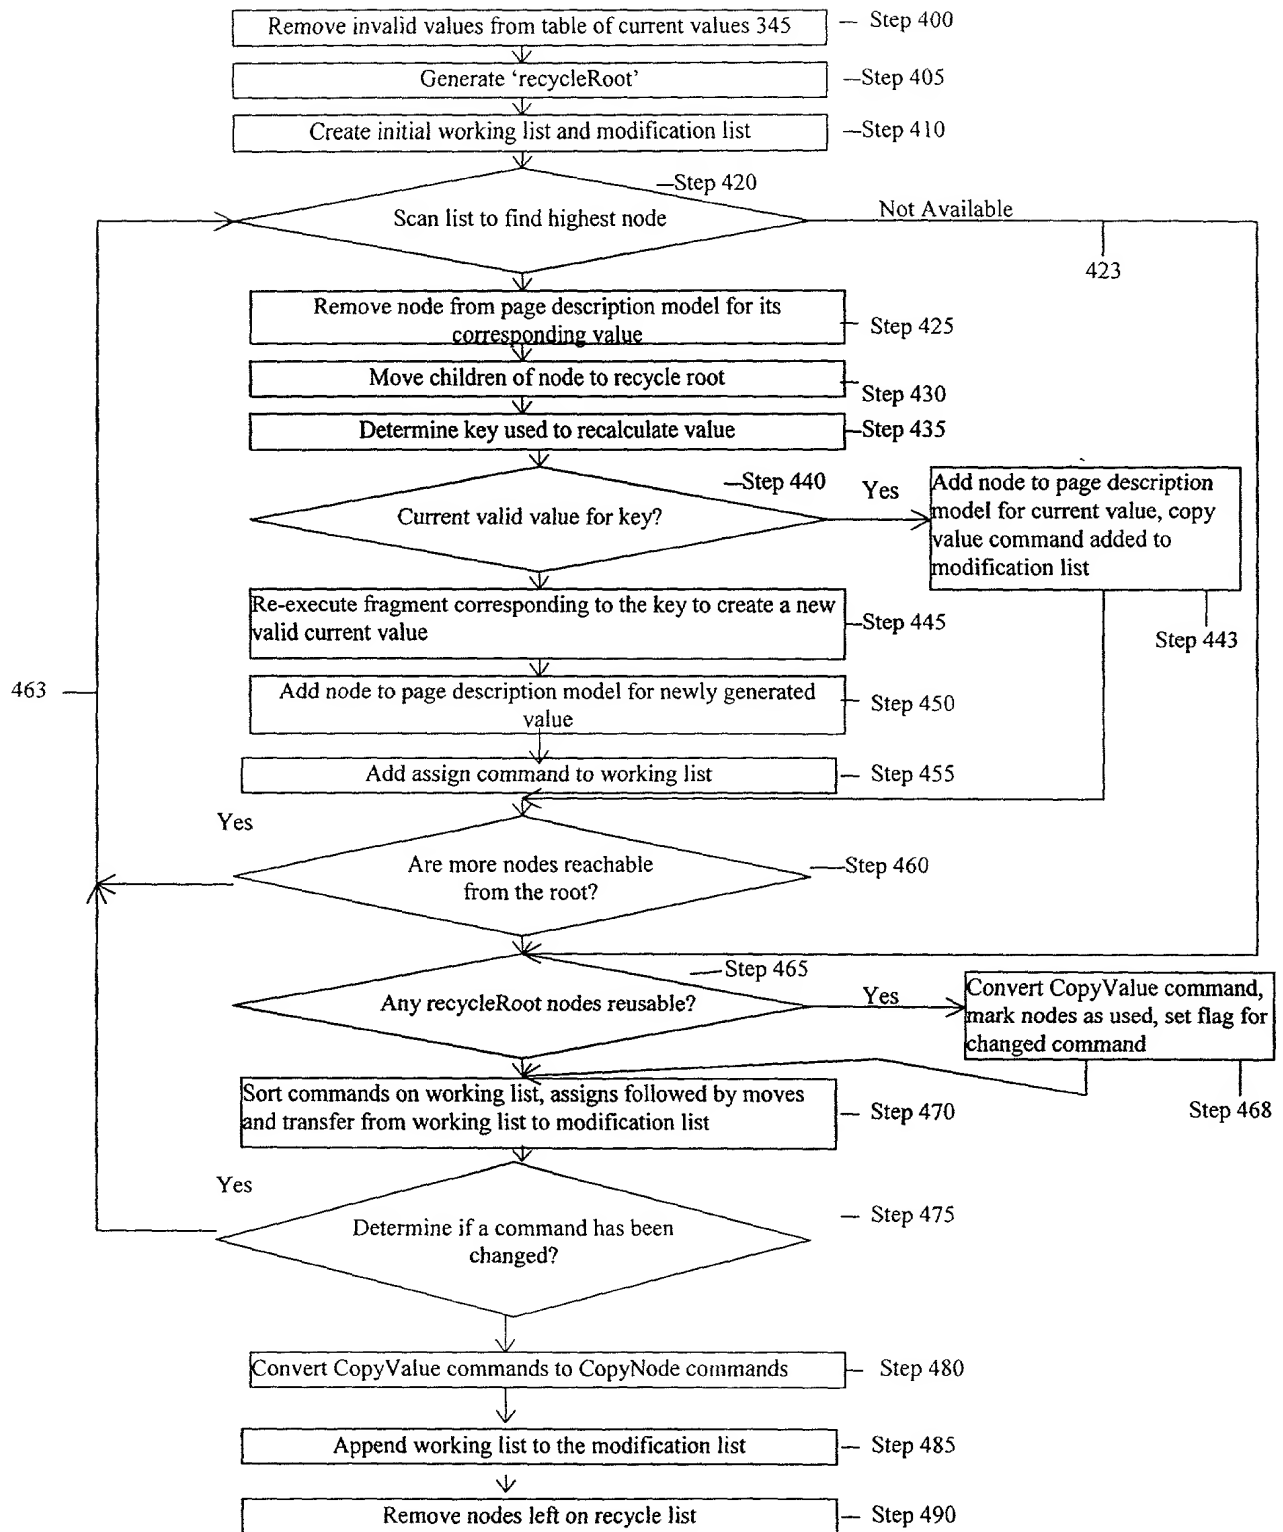 Remove invalid values from table of current values 345
Step 400
Generate ‘recycleRoot’
Step 405
Create initial working list and modification list
Step 410
Step 420
Scan list to find highest node
Not Available
423
Remove node from page description model for its
corresponding value
Step 425
Move children of node to recycle root
Step 430
Determine key used to recalculate value
Step 435
Step 440
Current valid value for key?
Yes
Add node to page description
model for current value, copy
value command added to
modification list
Step 443
Re-execute fragment corresponding to the key to create a new
valid current value
Step 445
463
Add node to page description model for newly generated
value
Step 450
Add assign command to working list
Step 455
Yes
Are more nodes reachable
from the root?
Step 460
Step 465
Any recycleRoot nodes reusable?
Yes
Convert CopyValue command,
mark nodes as used, set flag for
changed command
Step 468
Sort commands on working list, assigns followed by moves
and transfer from working list to modification list
Step 470
Yes
Determine if a command has been
changed?
Step 475
Convert CopyValue commands to CopyNode commands
Step 480
Append working list to the modification list
Step 485
Remove nodes left on recycle list
Step 490